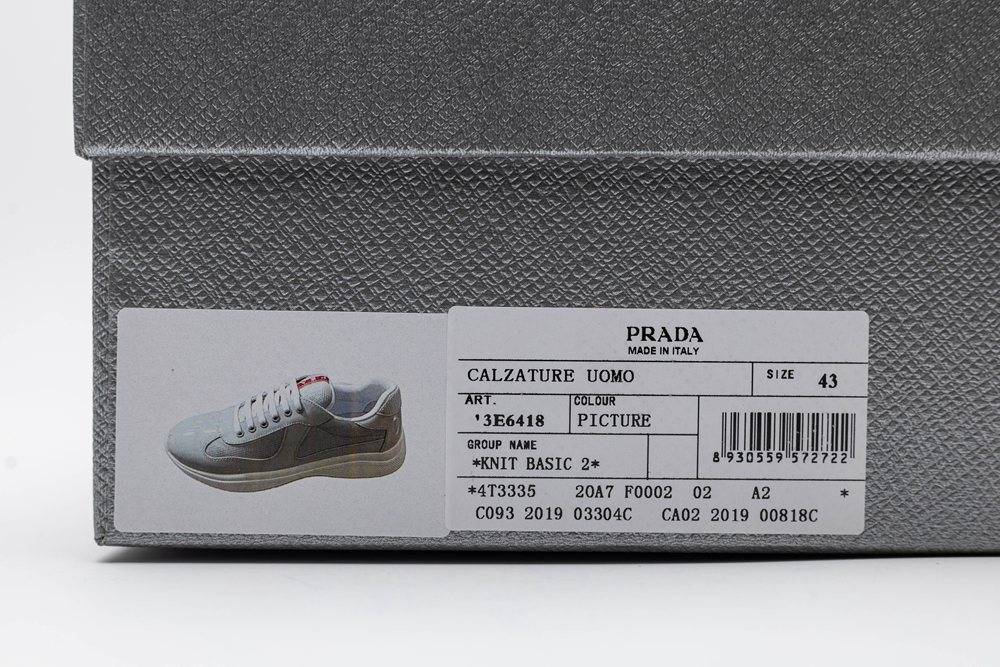 PRADA
MADE IN ITALY
CALZATURE UOMO
SIZE 43
ART.
'3E6418
COLOUR
PICTURE
GROUP NAME
*KNIT BASIC 2*
8 930559 572722
*4T3335 20A7 F0002 02 A2 *
C093 2019 03304C CA02 2019 00818C